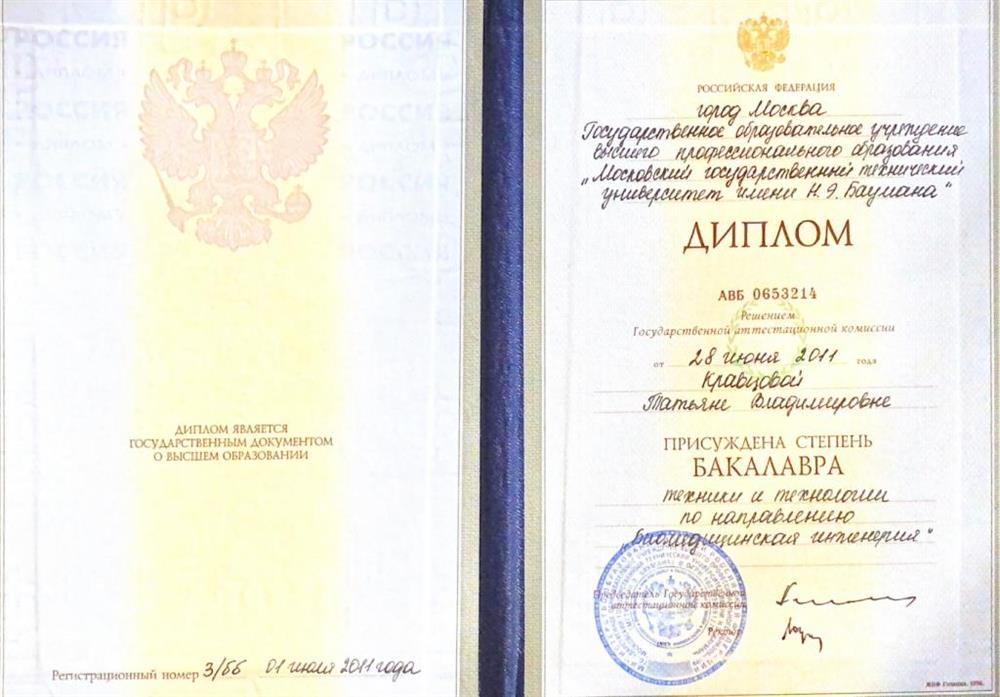 ДИПЛОМ ЯВЛЯЕТСЯ
ГОСУДАРСТВЕННЫМ ДОКУМЕНТОМ
О ВЫСШЕМ ОБРАЗОВАНИИ
Регистрационный номер 3/бб 01 июля 2011 года
РОССИЙСКАЯ ФЕДЕРАЦИЯ
город Москва
Государственное образовательное учреждение
высшего профессионального образования
„Московский государственный технический
университет имени Н.Э.Баумана"
ДИПЛОМ
АВБ 0653214
Решением
Государственной аттестационной комиссии
от 28 июня 2011 года
Кравцовой
Татьяне Владимировне
ПРИСУЖДЕНА СТЕПЕНЬ
БАКАЛАВРА
техники и технологии
по направлению
„Биомедицинская инженерия"
Председатель Государственной
аттестационной комиссии
Ректор